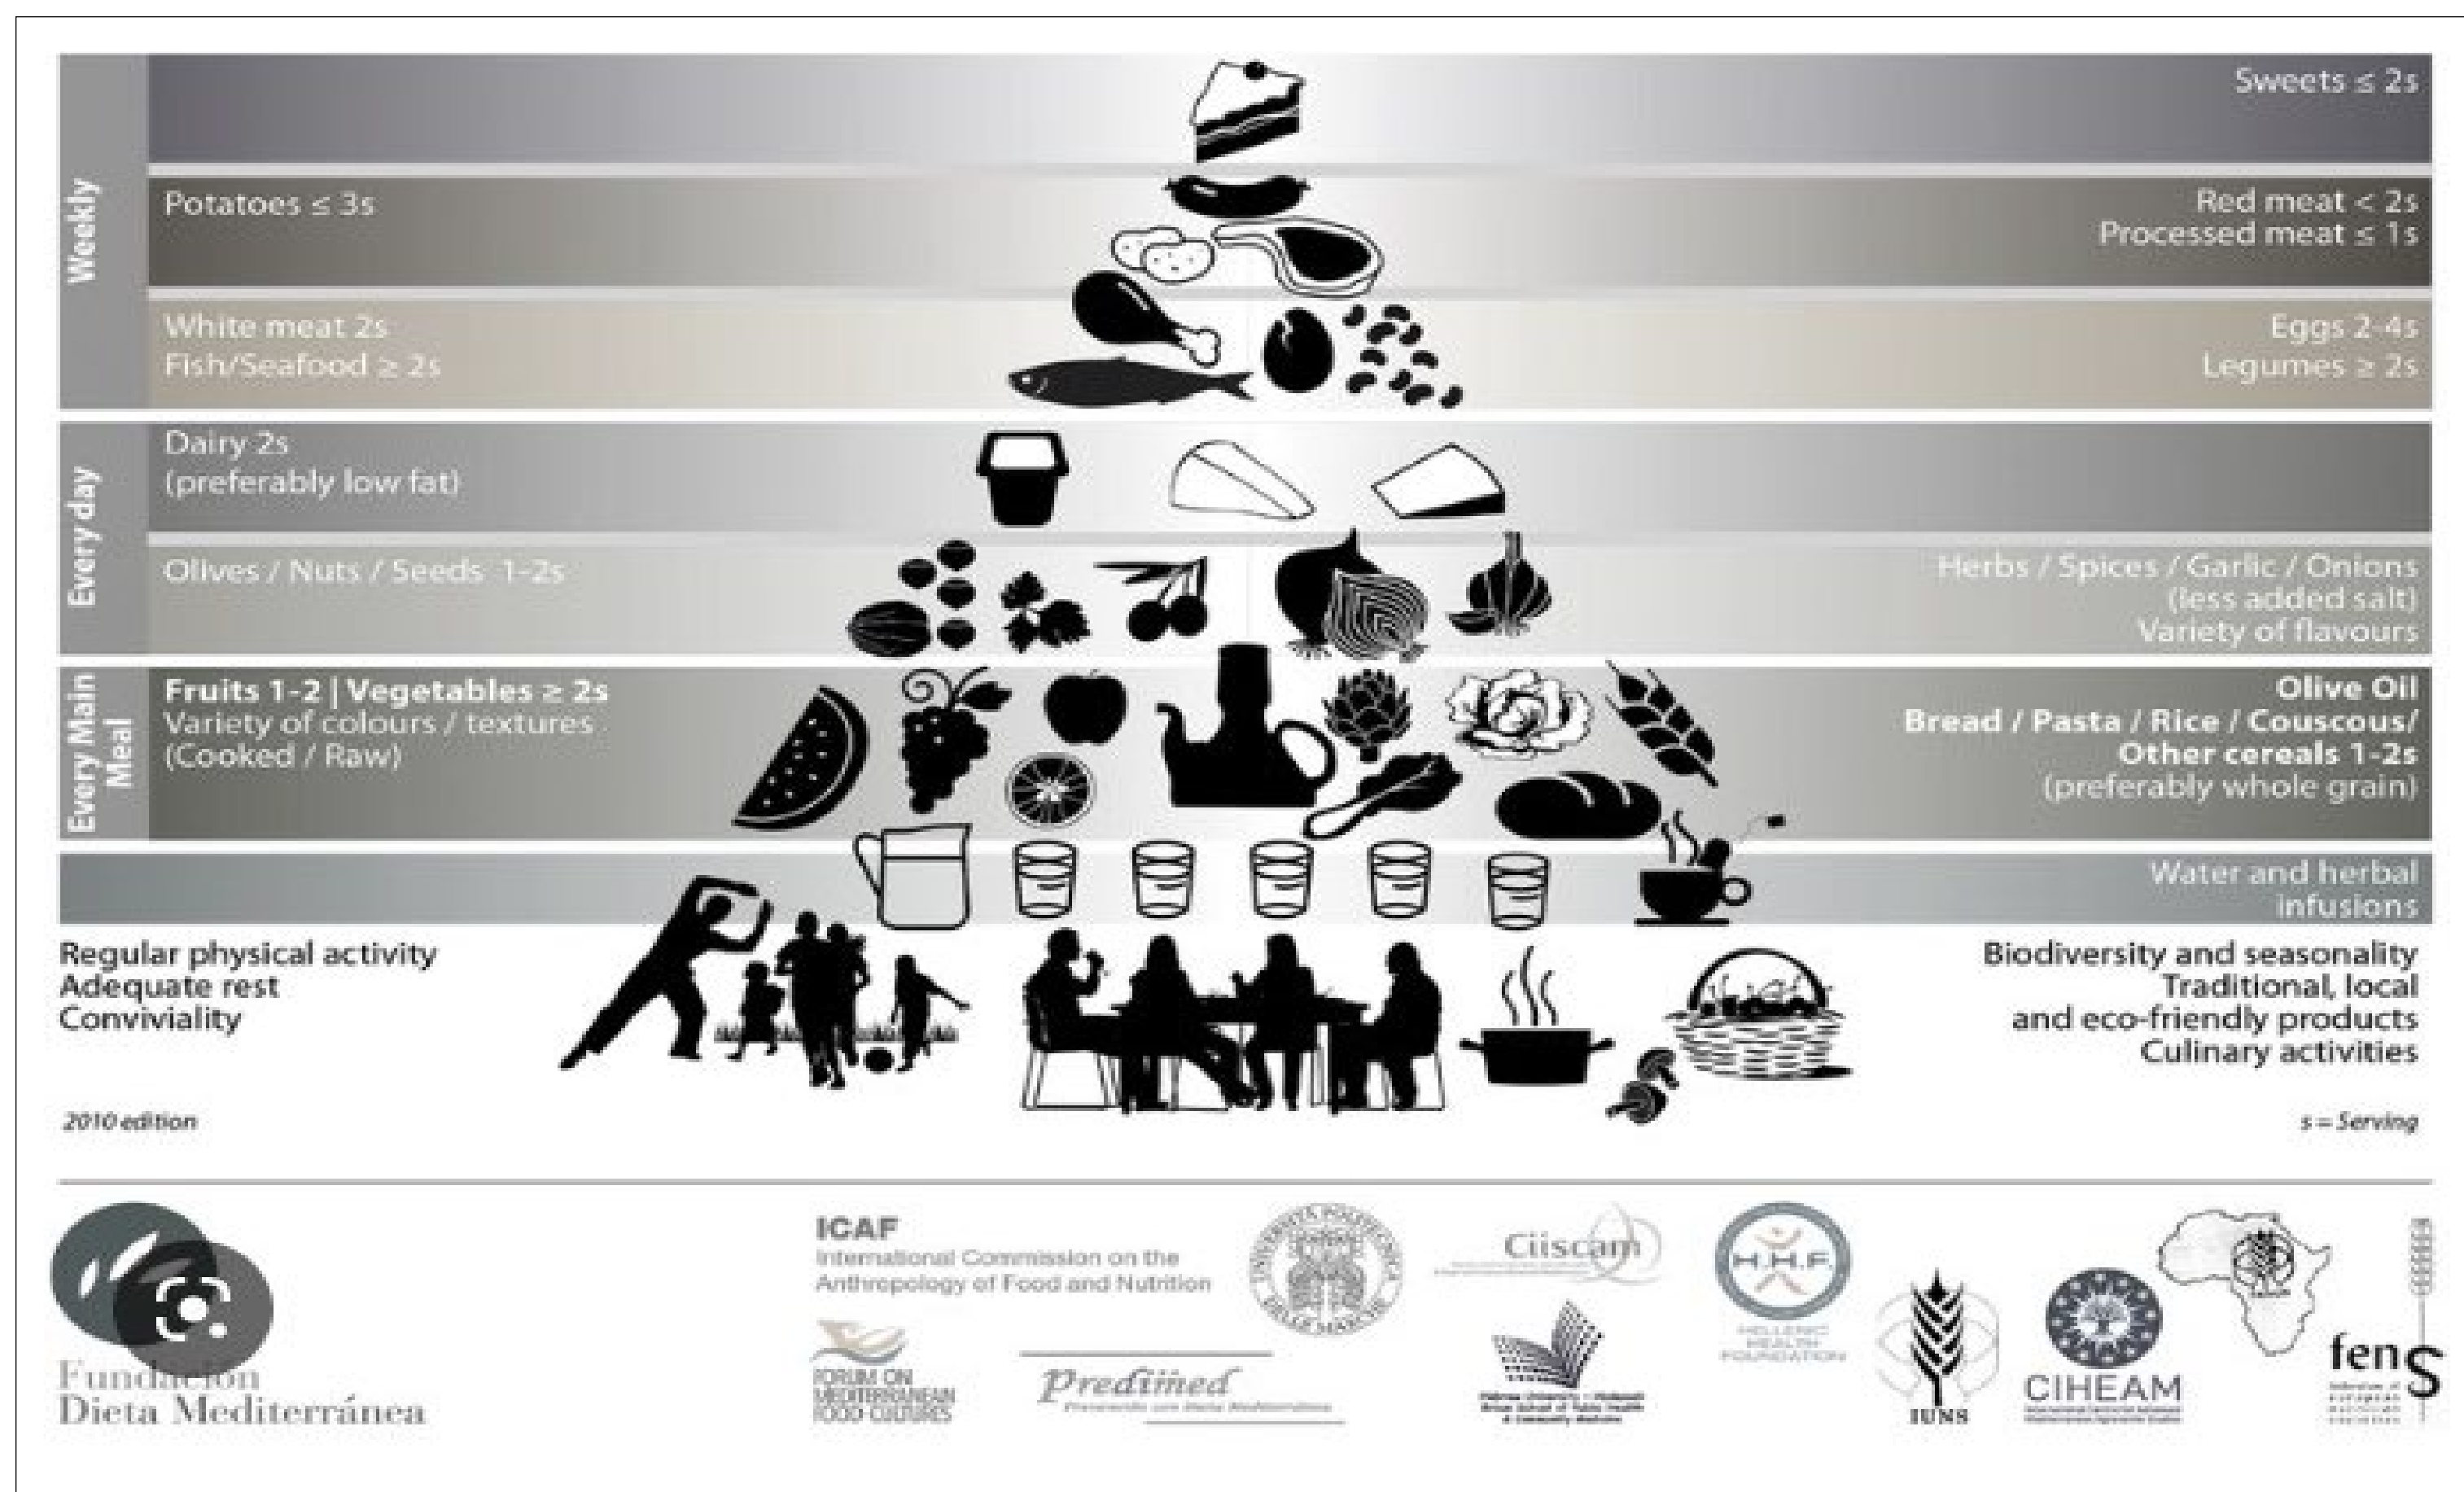 Weekly
Sweets ≤ 2s
Potatoes ≤ 3s
Red meat < 2s
Processed meat ≤ 1s
White meat 2s
Fish/Seafood ≥ 2s
Eggs 2-4s
Legumes ≥ 2s
Every day
Dairy 2s
(preferably low fat)
Olives / Nuts / Seeds 1-2s
Herbs / Spices / Garlic / Onions
(less added salt)
Variety of flavours
Every Main
Meal
Fruits 1-2 | Vegetables ≥ 2s
Variety of colours / textures
(Cooked / Raw)
Olive Oil
Bread / Pasta / Rice / Couscous/
Other cereals 1-2s
(preferably whole grain)
Water and herbal
infusions
Regular physical activity
Adequate rest
Conviviality
Biodiversity and seasonality
Traditional, local
and eco-friendly products
Culinary activities
2010 edition
s = Serving
Fundación
Dieta Mediterránea
ICAF
International Commission on the
Anthropology of Food and Nutrition
FORUM ON
MEDITERRANEAN
FOOD CULTURES
Predimed
UNIVERSITÀ POLITECNICA
DELLE MARCHE
Ciiscam
H.H.F.
HELLENIC
HEALTH
FOUNDATION
IUNS
CIHEAM
fens